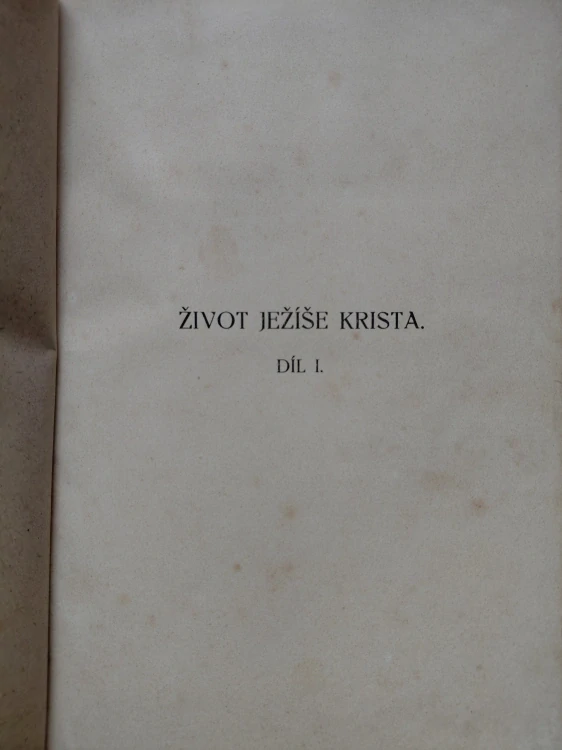 ŽIVOT JEŽÍŠE KRISTA.
DÍL I.